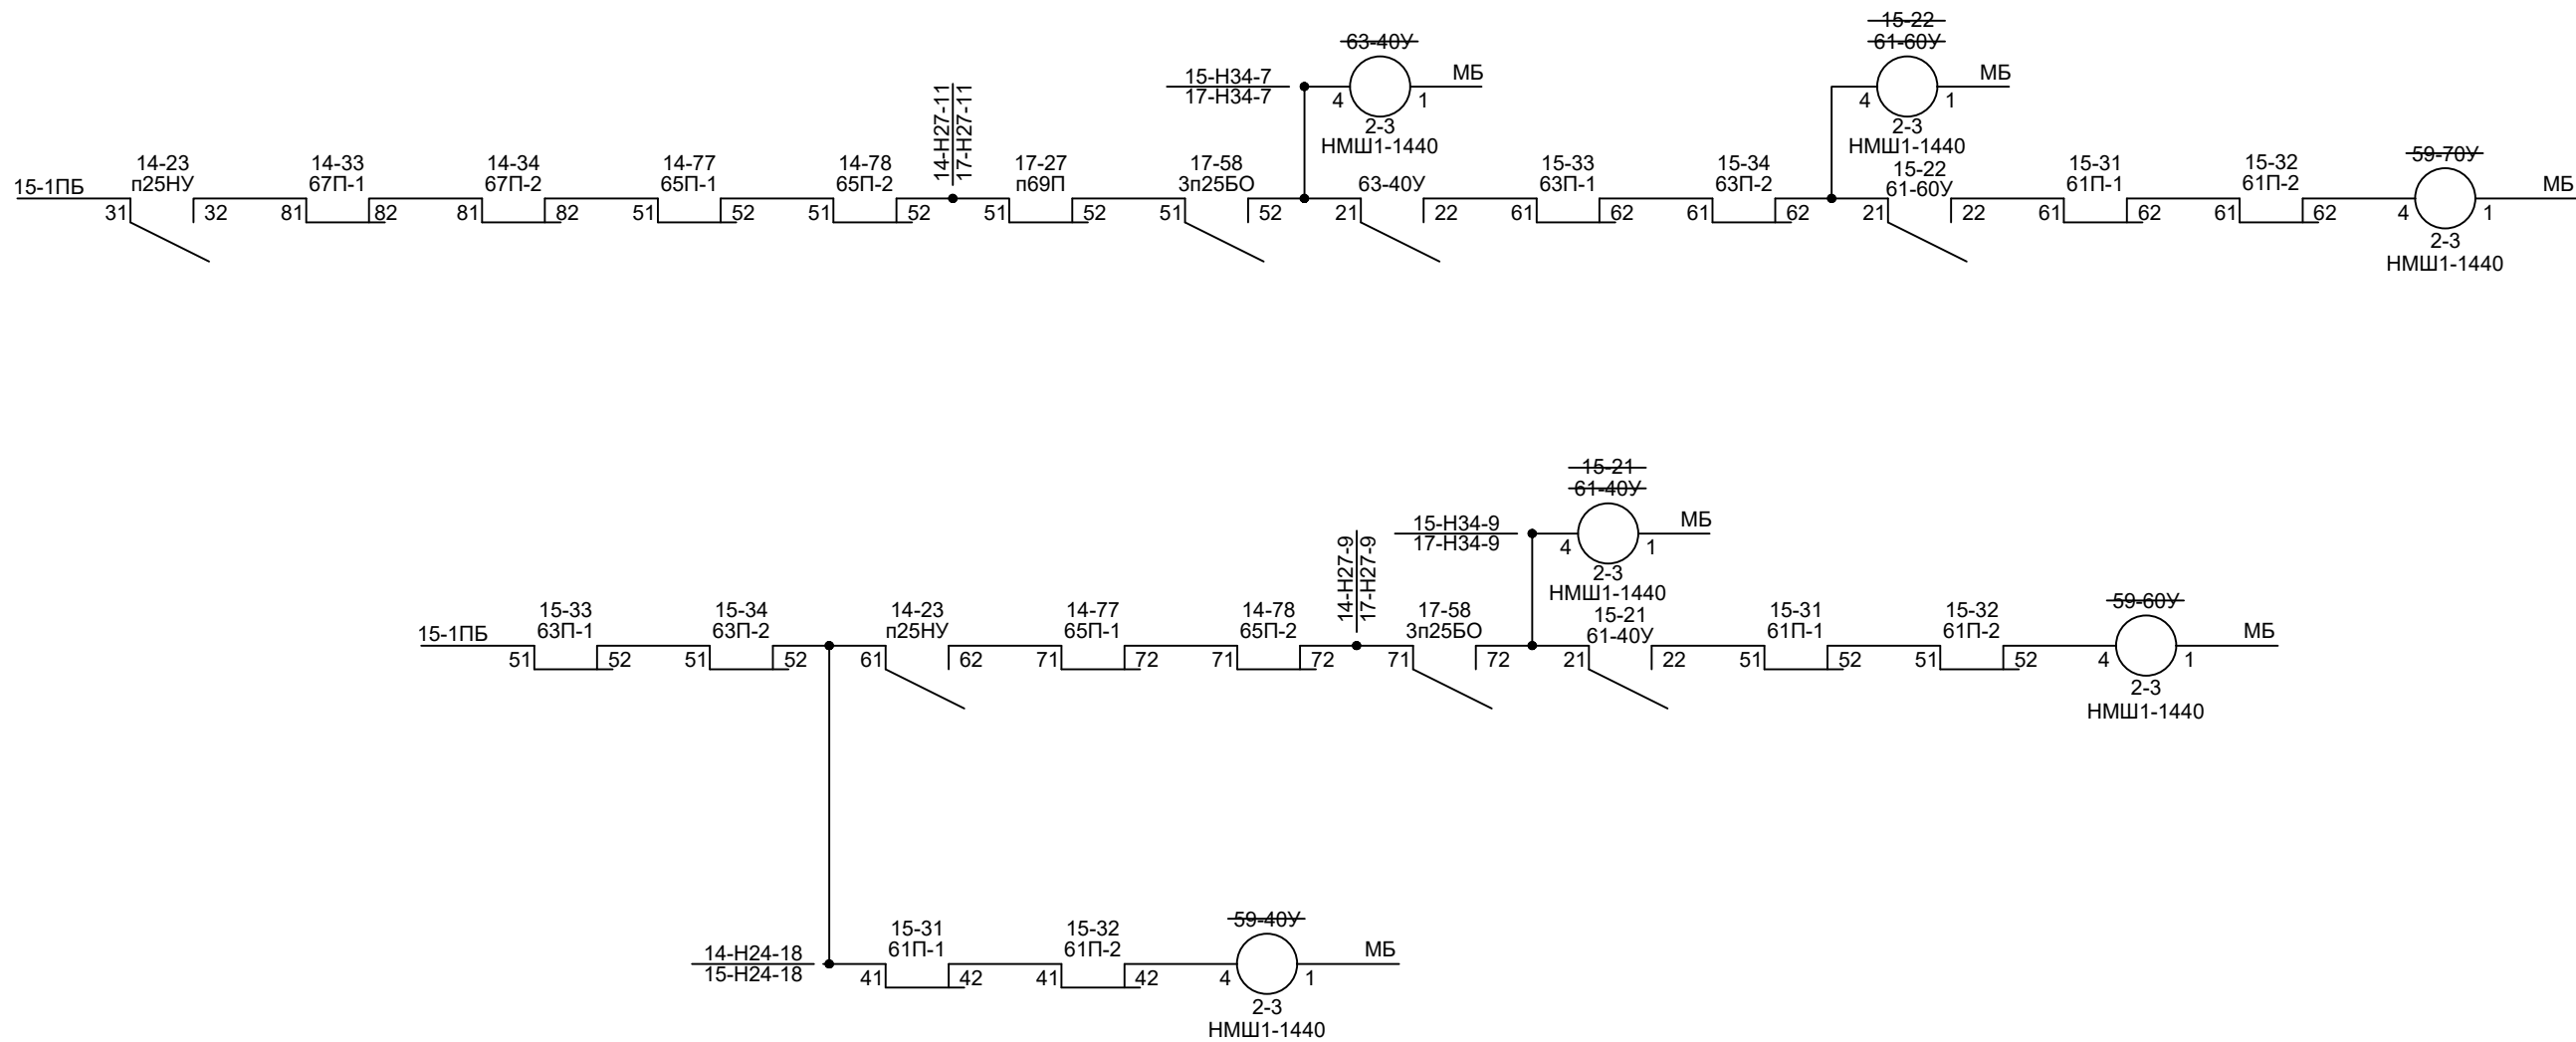 15-22
63-40У
61-60У
15-Н34-7
МБ
МБ
17-Н34-7
4
1
4
1
14-Н27-11
17-Н27-11
2-3
2-3
НМШ1-1440
НМШ1-1440
14-23
14-33
14-34
14-77
14-78
17-27
17-58
15-33
15-34
15-22
15-31
15-32
59-70У
15-1ПБ
п25НУ
67П-1
67П-2
65П-1
65П-2
п69П
3п25БО
63-40У
63П-1
63П-2
61-60У
61П-1
61П-2
МБ
31
32
81
82
81
82
51
52
51
52
51
52
51
52
21
22
61
62
61
62
21
22
61
62
61
62
4
1
2-3
НМШ1-1440
15-21
61-40У
15-Н34-9
МБ
17-Н34-9
4
1
14-Н27-9
17-Н27-9
2-3
НМШ1-1440
15-33
15-34
14-23
14-77
14-78
17-58
15-21
15-31
15-32
59-60У
15-1ПБ
63П-1
63П-2
п25НУ
65П-1
65П-2
3п25БО
61-40У
61П-1
61П-2
МБ
51
52
51
52
61
62
71
72
71
72
71
72
21
22
51
52
51
52
4
1
2-3
НМШ1-1440
15-31
15-32
59-40У
14-Н24-18
61П-1
61П-2
МБ
15-Н24-18
41
42
41
42
4
1
2-3
НМШ1-1440